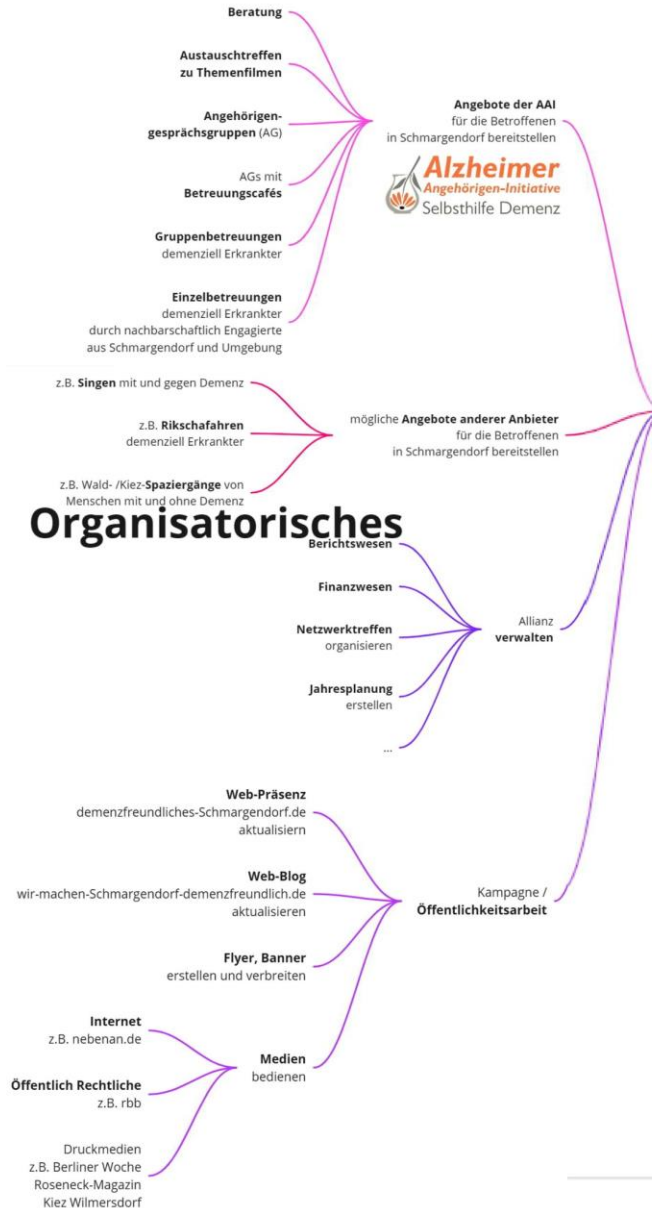 Beratung
Austauschtreffen
zu Themenfilmen
Angehörigen-
gesprächsgruppen (AG)
AGs mit
Betreuungscafés
Gruppenbetreuungen
demenziell Erkrankter
Einzelbetreuungen
demenziell Erkrankter
durch nachbarschaftlich Engagierte
aus Schmargendorf und Umgebung
Angebote der AAI
für die Betroffenen
in Schmargendorf bereitstellen
Alzheimer
Angehörigen-Initiative
Selbsthilfe Demenz
z.B. Singen mit und gegen Demenz
z.B. Rikschafahren
demenziell Erkrankter
z.B. Wald- /Kiez-Spaziergänge von
Menschen mit und ohne Demenz
mögliche Angebote anderer Anbieter
für die Betroffenen
in Schmargendorf bereitstellen
Organisatorisches
Berichtswesen
Finanzwesen
Netzwerktreffen
organisieren
Jahresplanung
erstellen
...
Allianz
verwalten
Web-Präsenz
demenzfreundliches-Schmargendorf.de
aktualisiern
Web-Blog
wir-machen-Schmargendorf-demenzfreundlich.de
aktualisieren
Flyer, Banner
erstellen und verbreiten
Kampagne /
Öffentlichkeitsarbeit
Internet
z.B. nebenan.de
Öffentlich Rechtliche
z.B. rbb
Druckmedien
z.B. Berliner Woche
Roseneck-Magazin
Kiez Wilmersdorf
Medien
bedienen